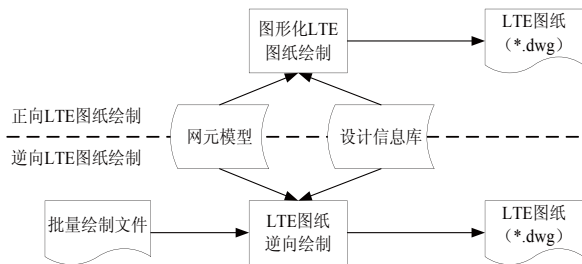 图形化LTE
图纸绘制
LTE图纸
（*.dwg）
正向LTE图纸绘制
网元模型
设计信息库
逆向LTE图纸绘制
批量绘制文件
LTE图纸
逆向绘制
LTE图纸
（*.dwg）